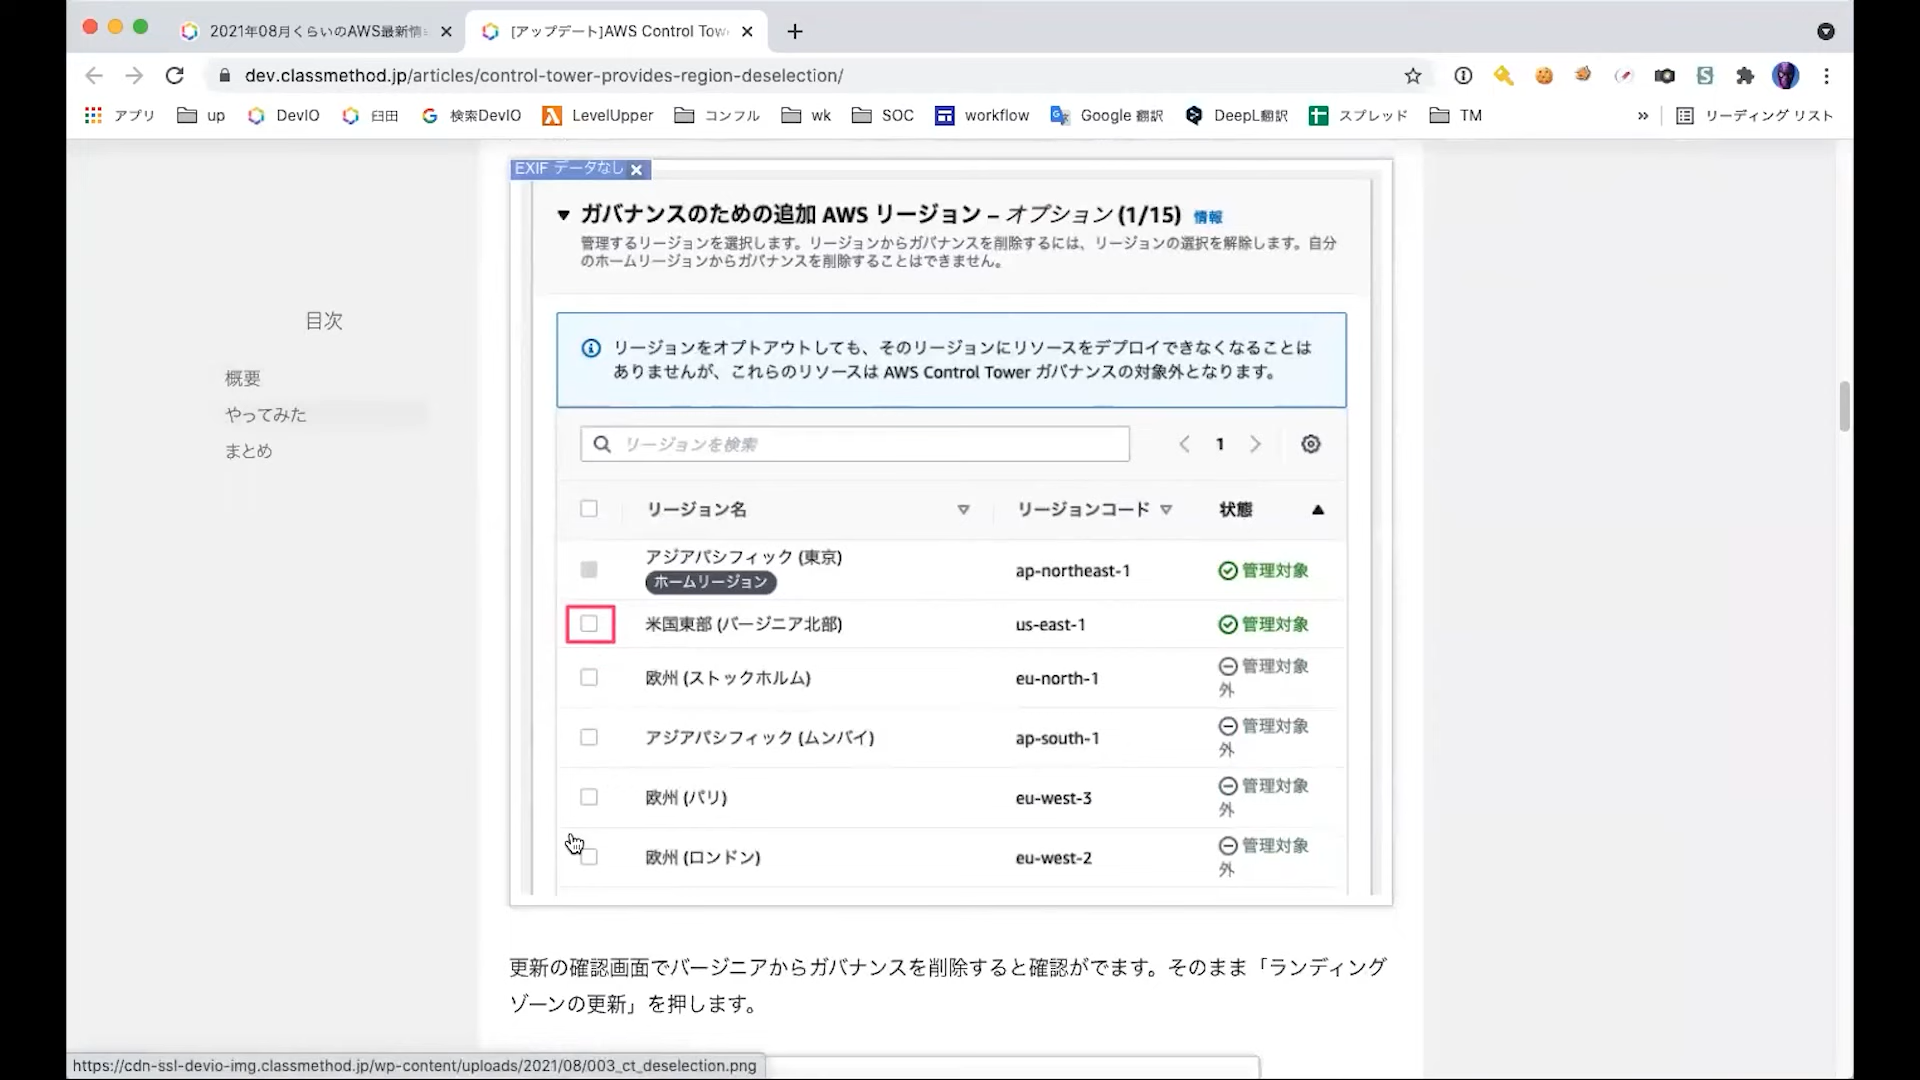 2021年08月くらいのAWS最新情
[アップデート]AWS Control Tow
dev.classmethod.jp/articles/control-tower-provides-region-deselection/
アプリ
up
DevIO
臼田
検索DevIO
LevelUpper
コンフル
wk
SOC
workflow
Google 翻訳
DeepL翻訳
スプレッド
TM
»
リーディング リスト
目次
概要
やってみた
まとめ
EXIF データなし
ガバナンスのための追加 AWS リージョン – オプション (1/15) 情報
管理するリージョンを選択します。リージョンからガバナンスを削除するには、リージョンの選択を解除します。自分
のホームリージョンからガバナンスを削除することはできません。
リージョンをオプトアウトしても、そのリージョンにリソースをデプロイできなくなることは
ありませんが、これらのリソースは AWS Control Tower ガバナンスの対象外となります。
リージョンを検索
1
リージョン名 リージョンコード 状態
アジアパシフィック (東京)
ホームリージョン
ap-northeast-1
管理対象
米国東部 (バージニア北部) us-east-1 管理対象
欧州 (ストックホルム) eu-north-1 管理対象
外
アジアパシフィック (ムンバイ) ap-south-1 管理対象
外
欧州 (パリ) eu-west-3 管理対象
外
欧州 (ロンドン) eu-west-2 管理対象
外
更新の確認画面でバージニアからガバナンスを削除すると確認がでます。そのまま「ランディング
ゾーンの更新」を押します。
https://cdn-ssl-devio-img.classmethod.jp/wp-content/uploads/2021/08/003_ct_deselection.png